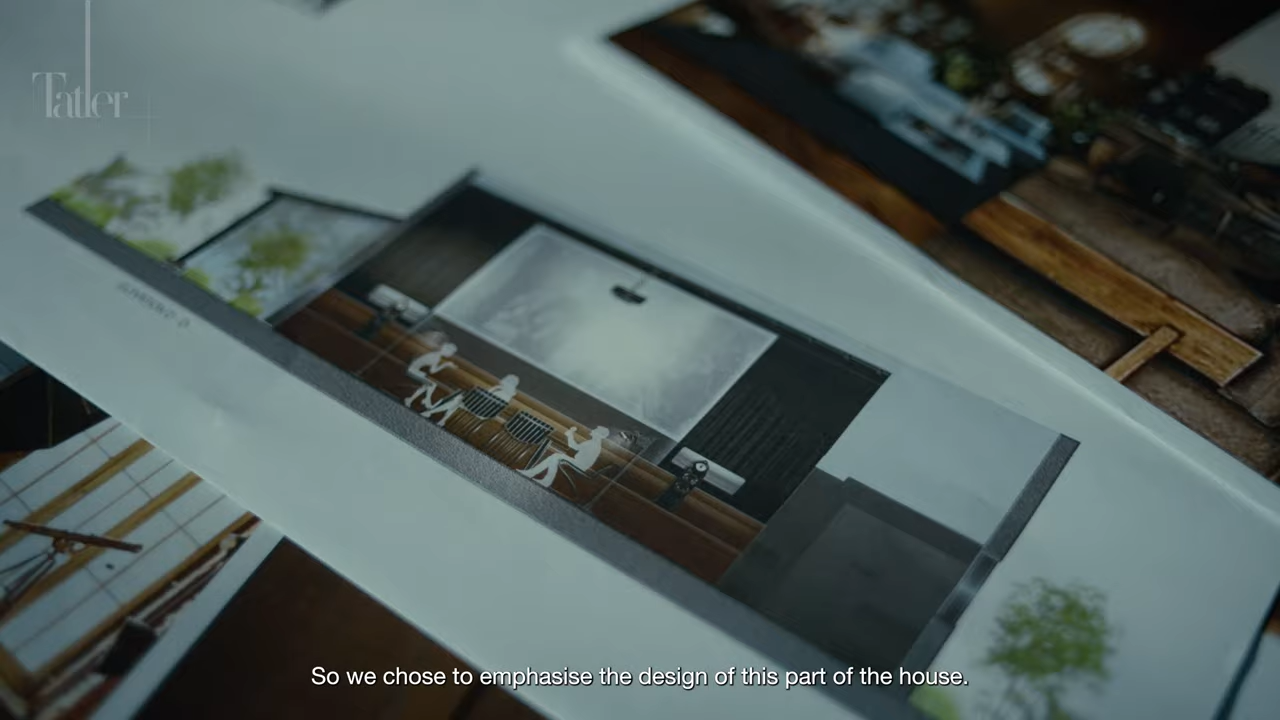 Tatler
So we chose to emphasise the design of this part of the house.